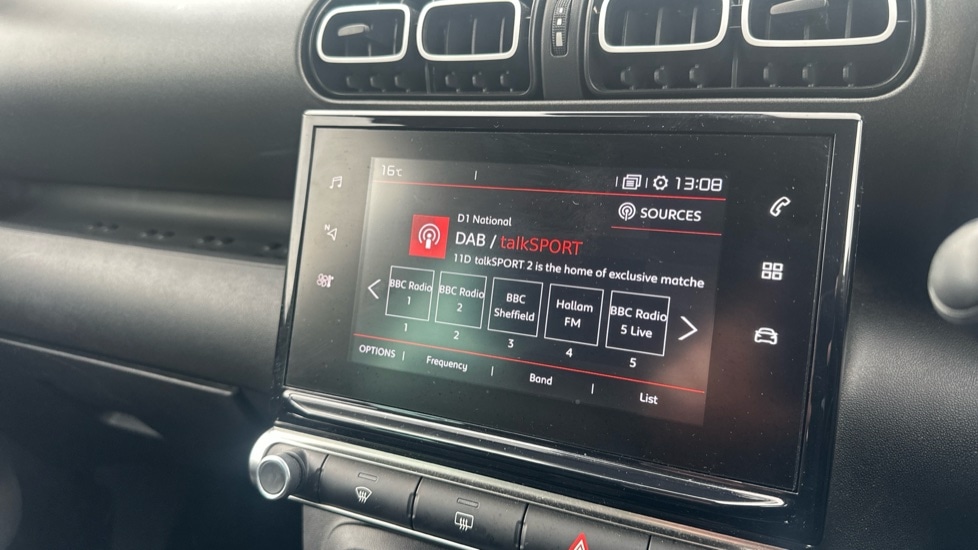 16°c
13:08
SOURCES
D1 National
DAB / talkSPORT
11D talkSPORT 2 is the home of exclusive matche
BBC Radio 1
BBC Radio 2
BBC Sheffield
Hallam FM
BBC Radio 5 Live
1
2
3
4
5
OPTIONS
Frequency
Band
List
N